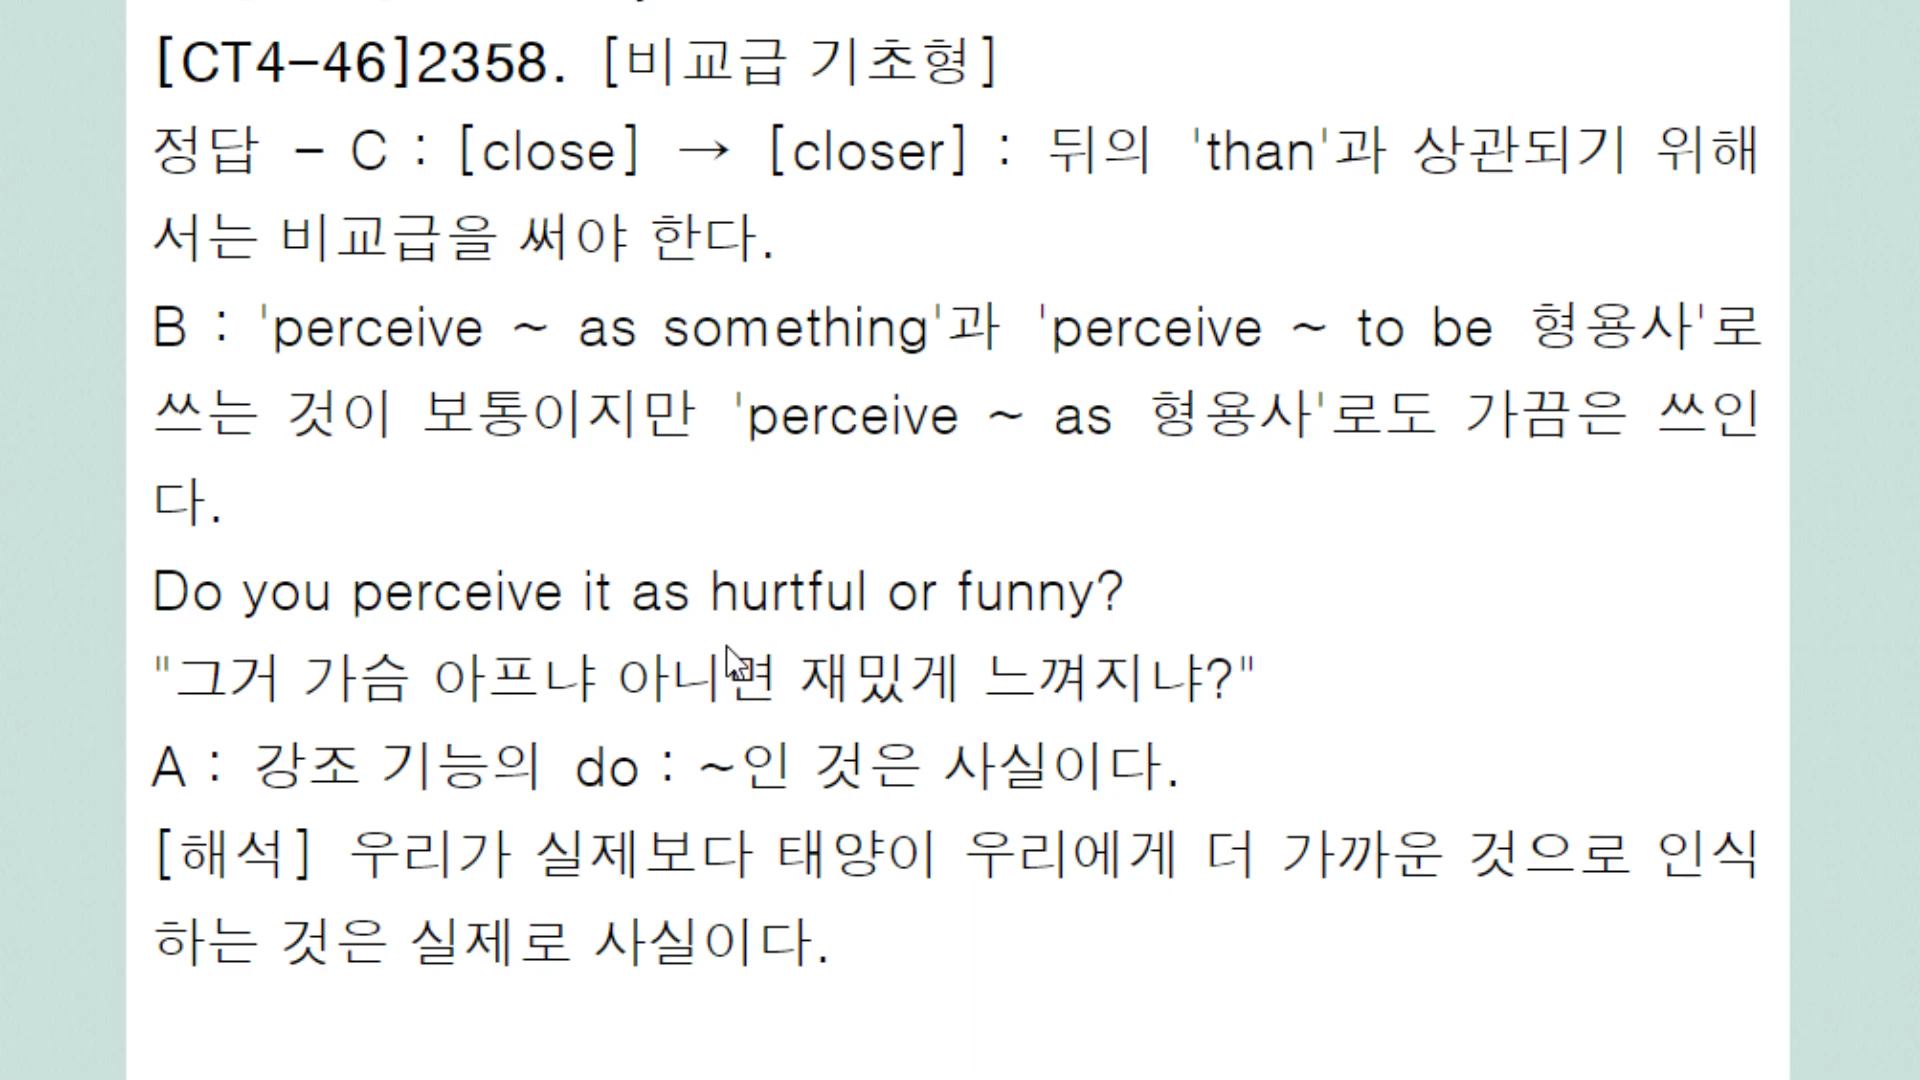 [CT4-46]2358. [비교급 기초형]
정답 - C : [close] → [closer] : 뒤의 'than'과 상관되기 위해
서는 비교급을 써야 한다.
B : 'perceive ~ as something'과 'perceive ~ to be 형용사'로
쓰는 것이 보통이지만 'perceive ~ as 형용사'로도 가끔은 쓰인
다.
Do you perceive it as hurtful or funny?
"그거 가슴 아프냐 아니면 재밌게 느껴지냐?"
A : 강조 기능의 do : ~인 것은 사실이다.
[해석] 우리가 실제보다 태양이 우리에게 더 가까운 것으로 인식
하는 것은 실제로 사실이다.